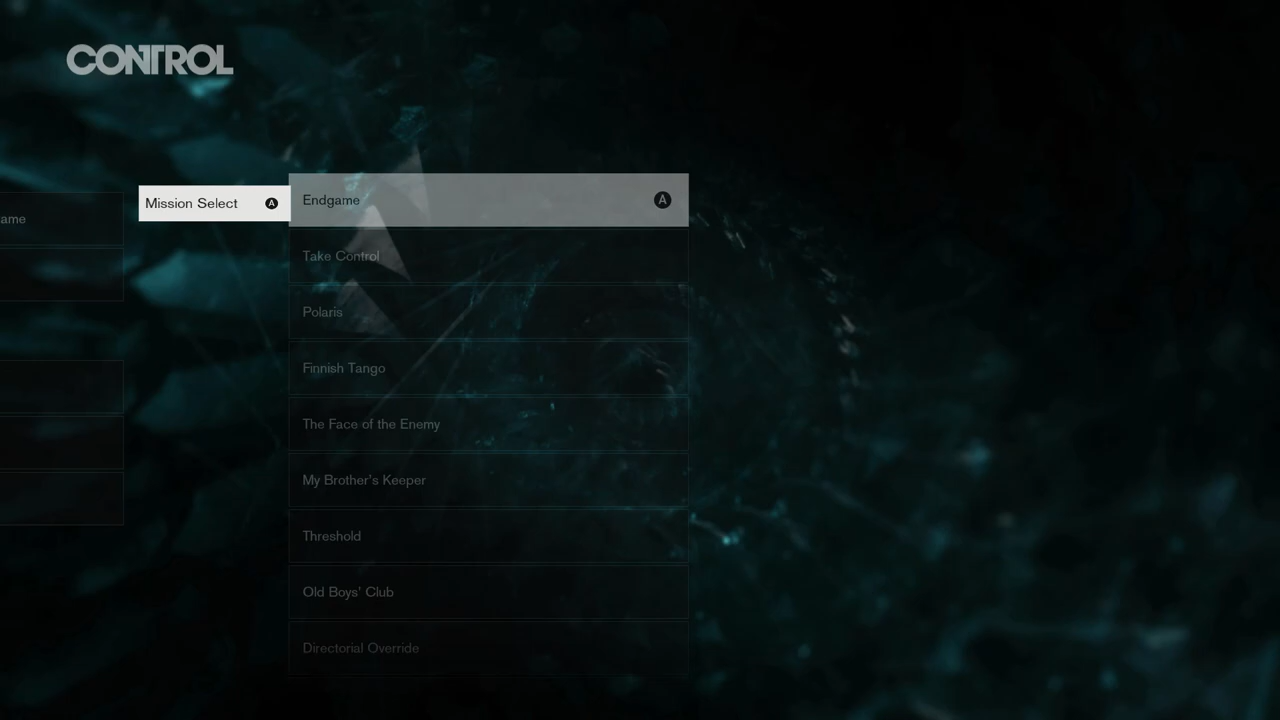 CONTROL
ame
Mission Select A
Endgame A
Take Control
Polaris
Finnish Tango
The Face of the Enemy
My Brother's Keeper
Threshold
Old Boys' Club
Directorial Override